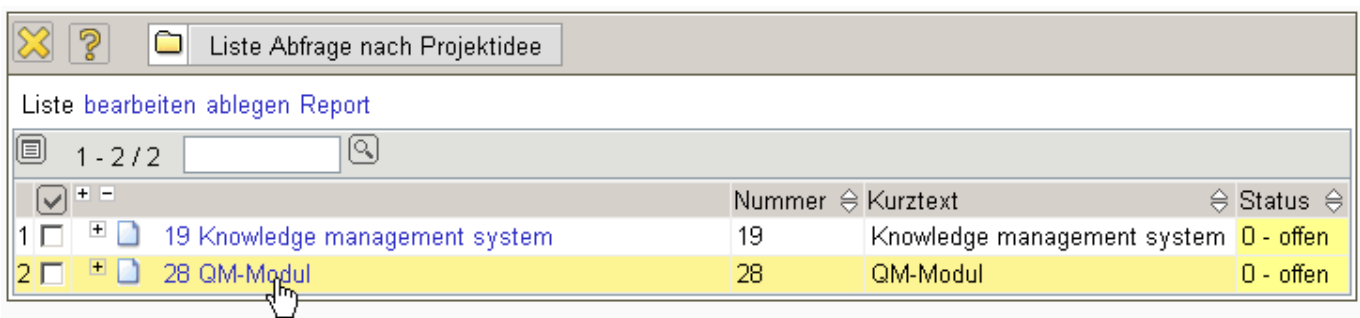 Liste Abfrage nach Projektidee
Liste bearbeiten ablegen Report
1 - 2 / 2
Nummer Kurztext Status
1 19 Knowledge management system 19 Knowledge management system 0 - offen
2 28 QM-Modul 28 QM-Modul 0 - offen